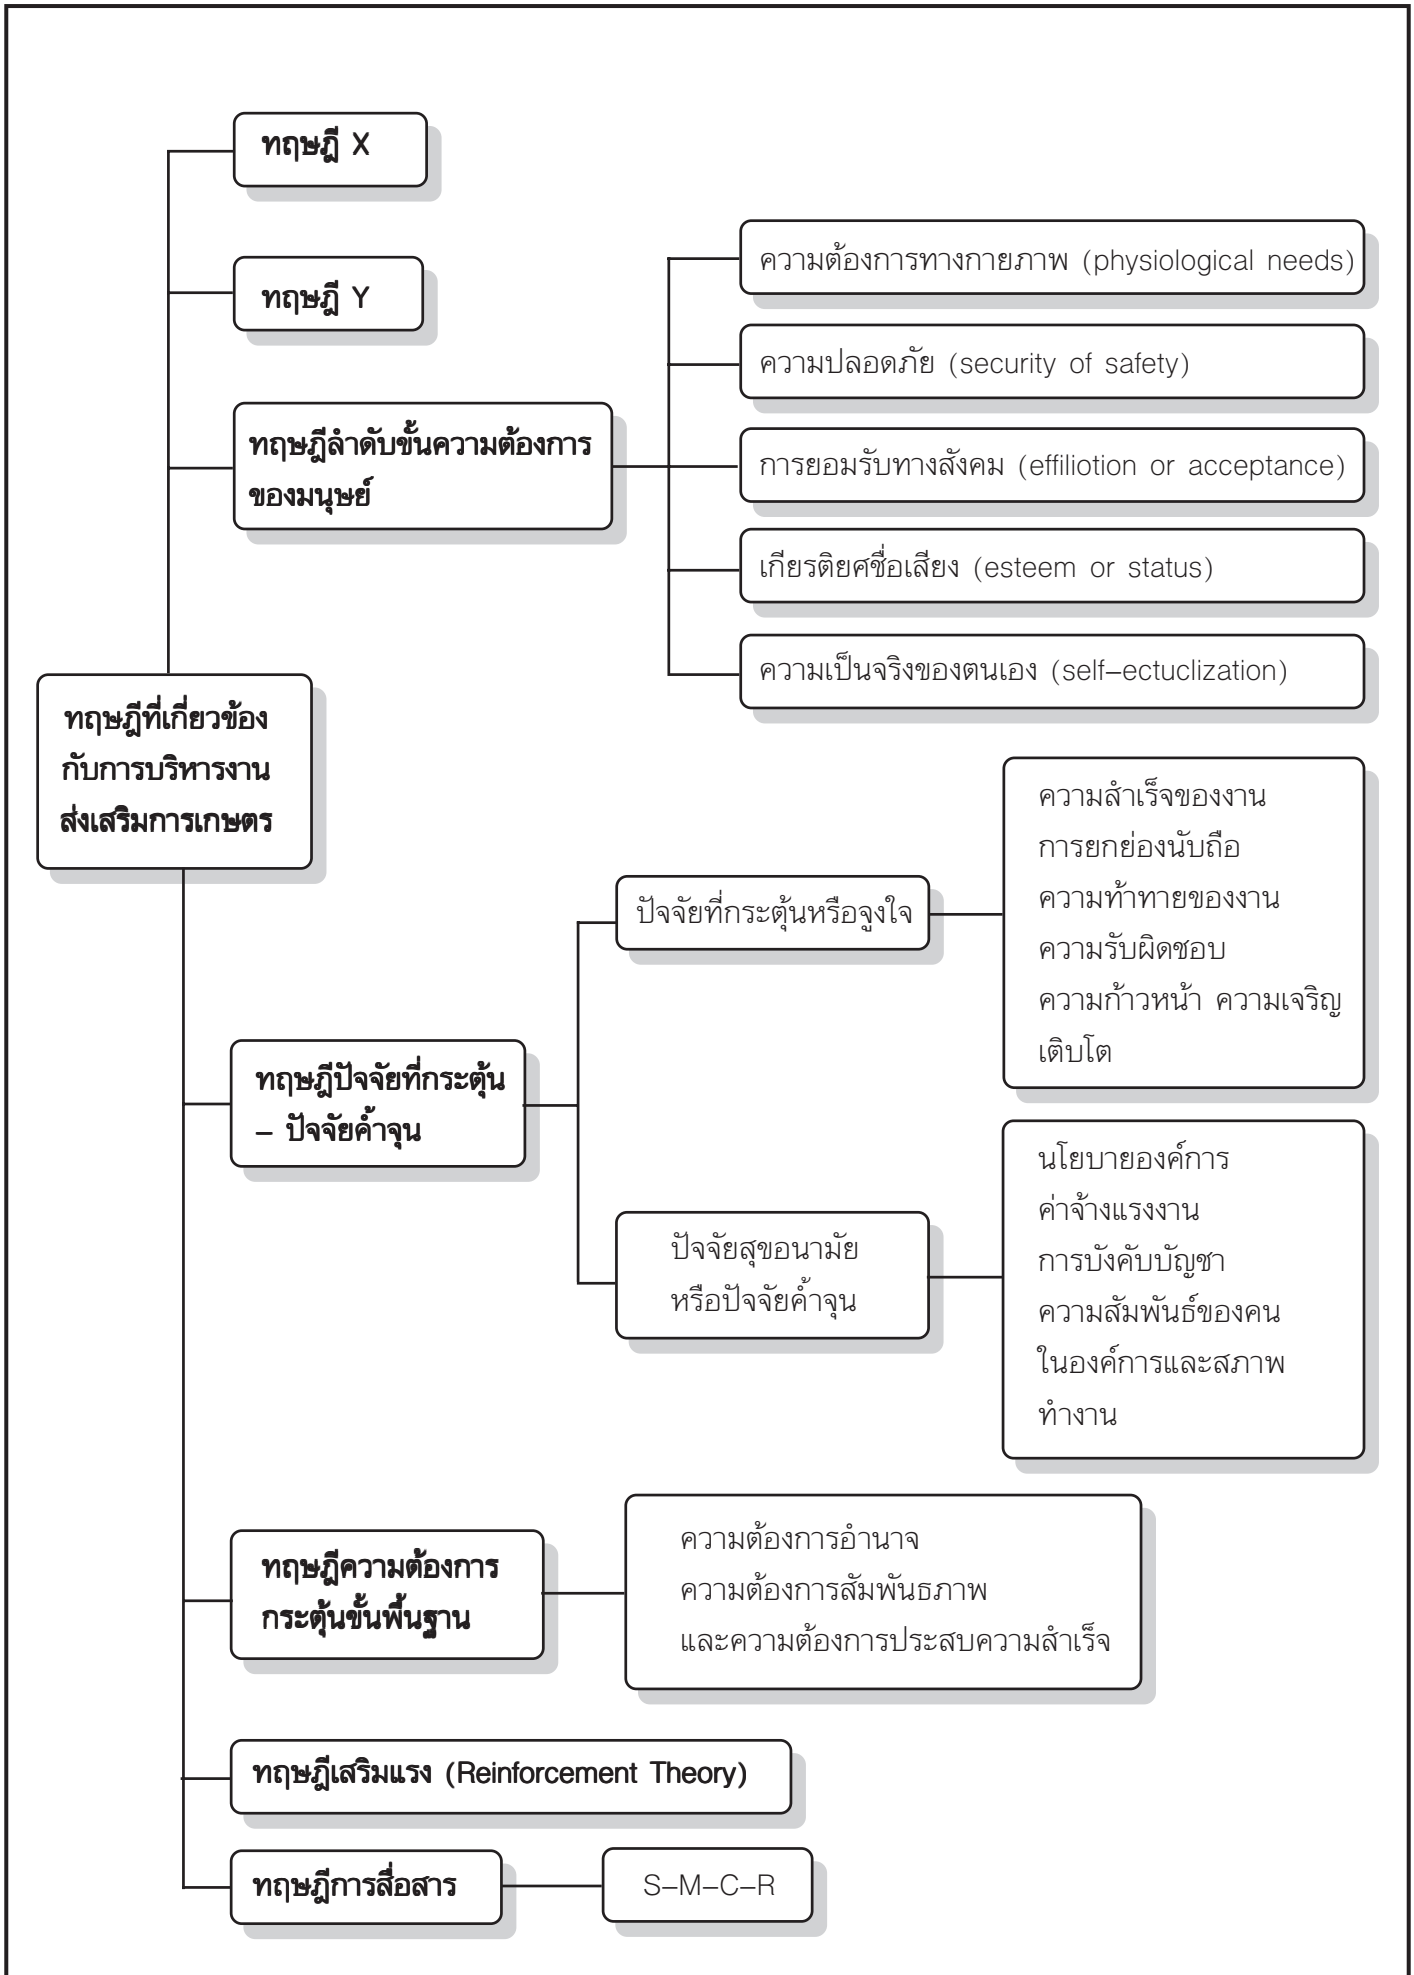 ทฤษฎี X
ทฤษฎี Y
ทฤษฎีลำดับขั้นความต้องการ
ของมนุษย์
ความต้องการทางกายภาพ (physiological needs)
ความปลอดภัย (security of safety)
การยอมรับทางสังคม (effiliotion or acceptance)
เกียรติยศชื่อเสียง (esteem or status)
ความเป็นจริงของตนเอง (self–ectuclization)
ทฤษฎีที่เกี่ยวข้อง
กับการบริหารงาน
ส่งเสริมการเกษตร
ทฤษฎีปัจจัยที่กระตุ้น
– ปัจจัยค้ำจุน
ปัจจัยที่กระตุ้นหรือจูงใจ
ความสำเร็จของงาน
การยกย่องนับถือ
ความท้าทายของงาน
ความรับผิดชอบ
ความก้าวหน้า ความเจริญ
เติบโต
ปัจจัยสุขอนามัย
หรือปัจจัยค้ำจุน
นโยบายองค์การ
ค่าจ้างแรงงาน
การบังคับบัญชา
ความสัมพันธ์ของคน
ในองค์การและสภาพ
ทำงาน
ทฤษฎีความต้องการ
กระตุ้นขั้นพื้นฐาน
ความต้องการอำนาจ
ความต้องการสัมพันธภาพ
และความต้องการประสบความสำเร็จ
ทฤษฎีเสริมแรง (Reinforcement Theory)
ทฤษฎีการสื่อสาร
S–M–C–R